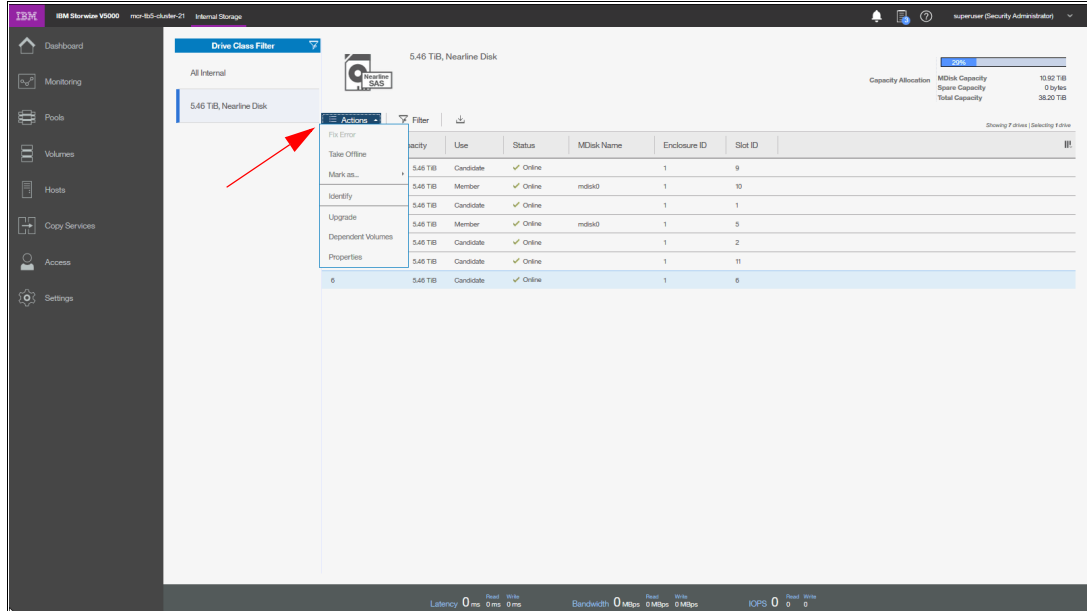 IBM IBM Storwize V5000 mcr-tb5-cluster-21 Internal Storage 3 superuser (Security Administrator)
Dashboard
Monitoring
Pools
Volumes
Hosts
Copy Services
Access
Settings
Drive Class Filter
All Internal
5.46 TiB, Nearline Disk
Nearline
SAS
5.46 TiB, Nearline Disk
Capacity Allocation
29%
MDisk Capacity 10.92 TiB
Spare Capacity 0 bytes
Total Capacity 38.20 TiB
Actions Filter
Showing 7 drives | Selecting 1 drive
Fix Error
Take Offline
Mark as...
Identify
Upgrade
Dependent Volumes
Properties
acity Use Status MDisk Name Enclosure ID Slot ID
5.46 TiB Candidate Online 1 9
5.46 TiB Member Online mdisk0 1 10
5.46 TiB Candidate Online 1 1
5.46 TiB Member Online mdisk0 1 5
5.46 TiB Candidate Online 1 2
5.46 TiB Candidate Online 1 11
6 5.46 TiB Candidate Online 1 6
Latency 0 ms Read 0 ms Write 0 ms Bandwidth 0 MBps Read 0 MBps Write 0 MBps IOPS 0 Read 0 Write 0